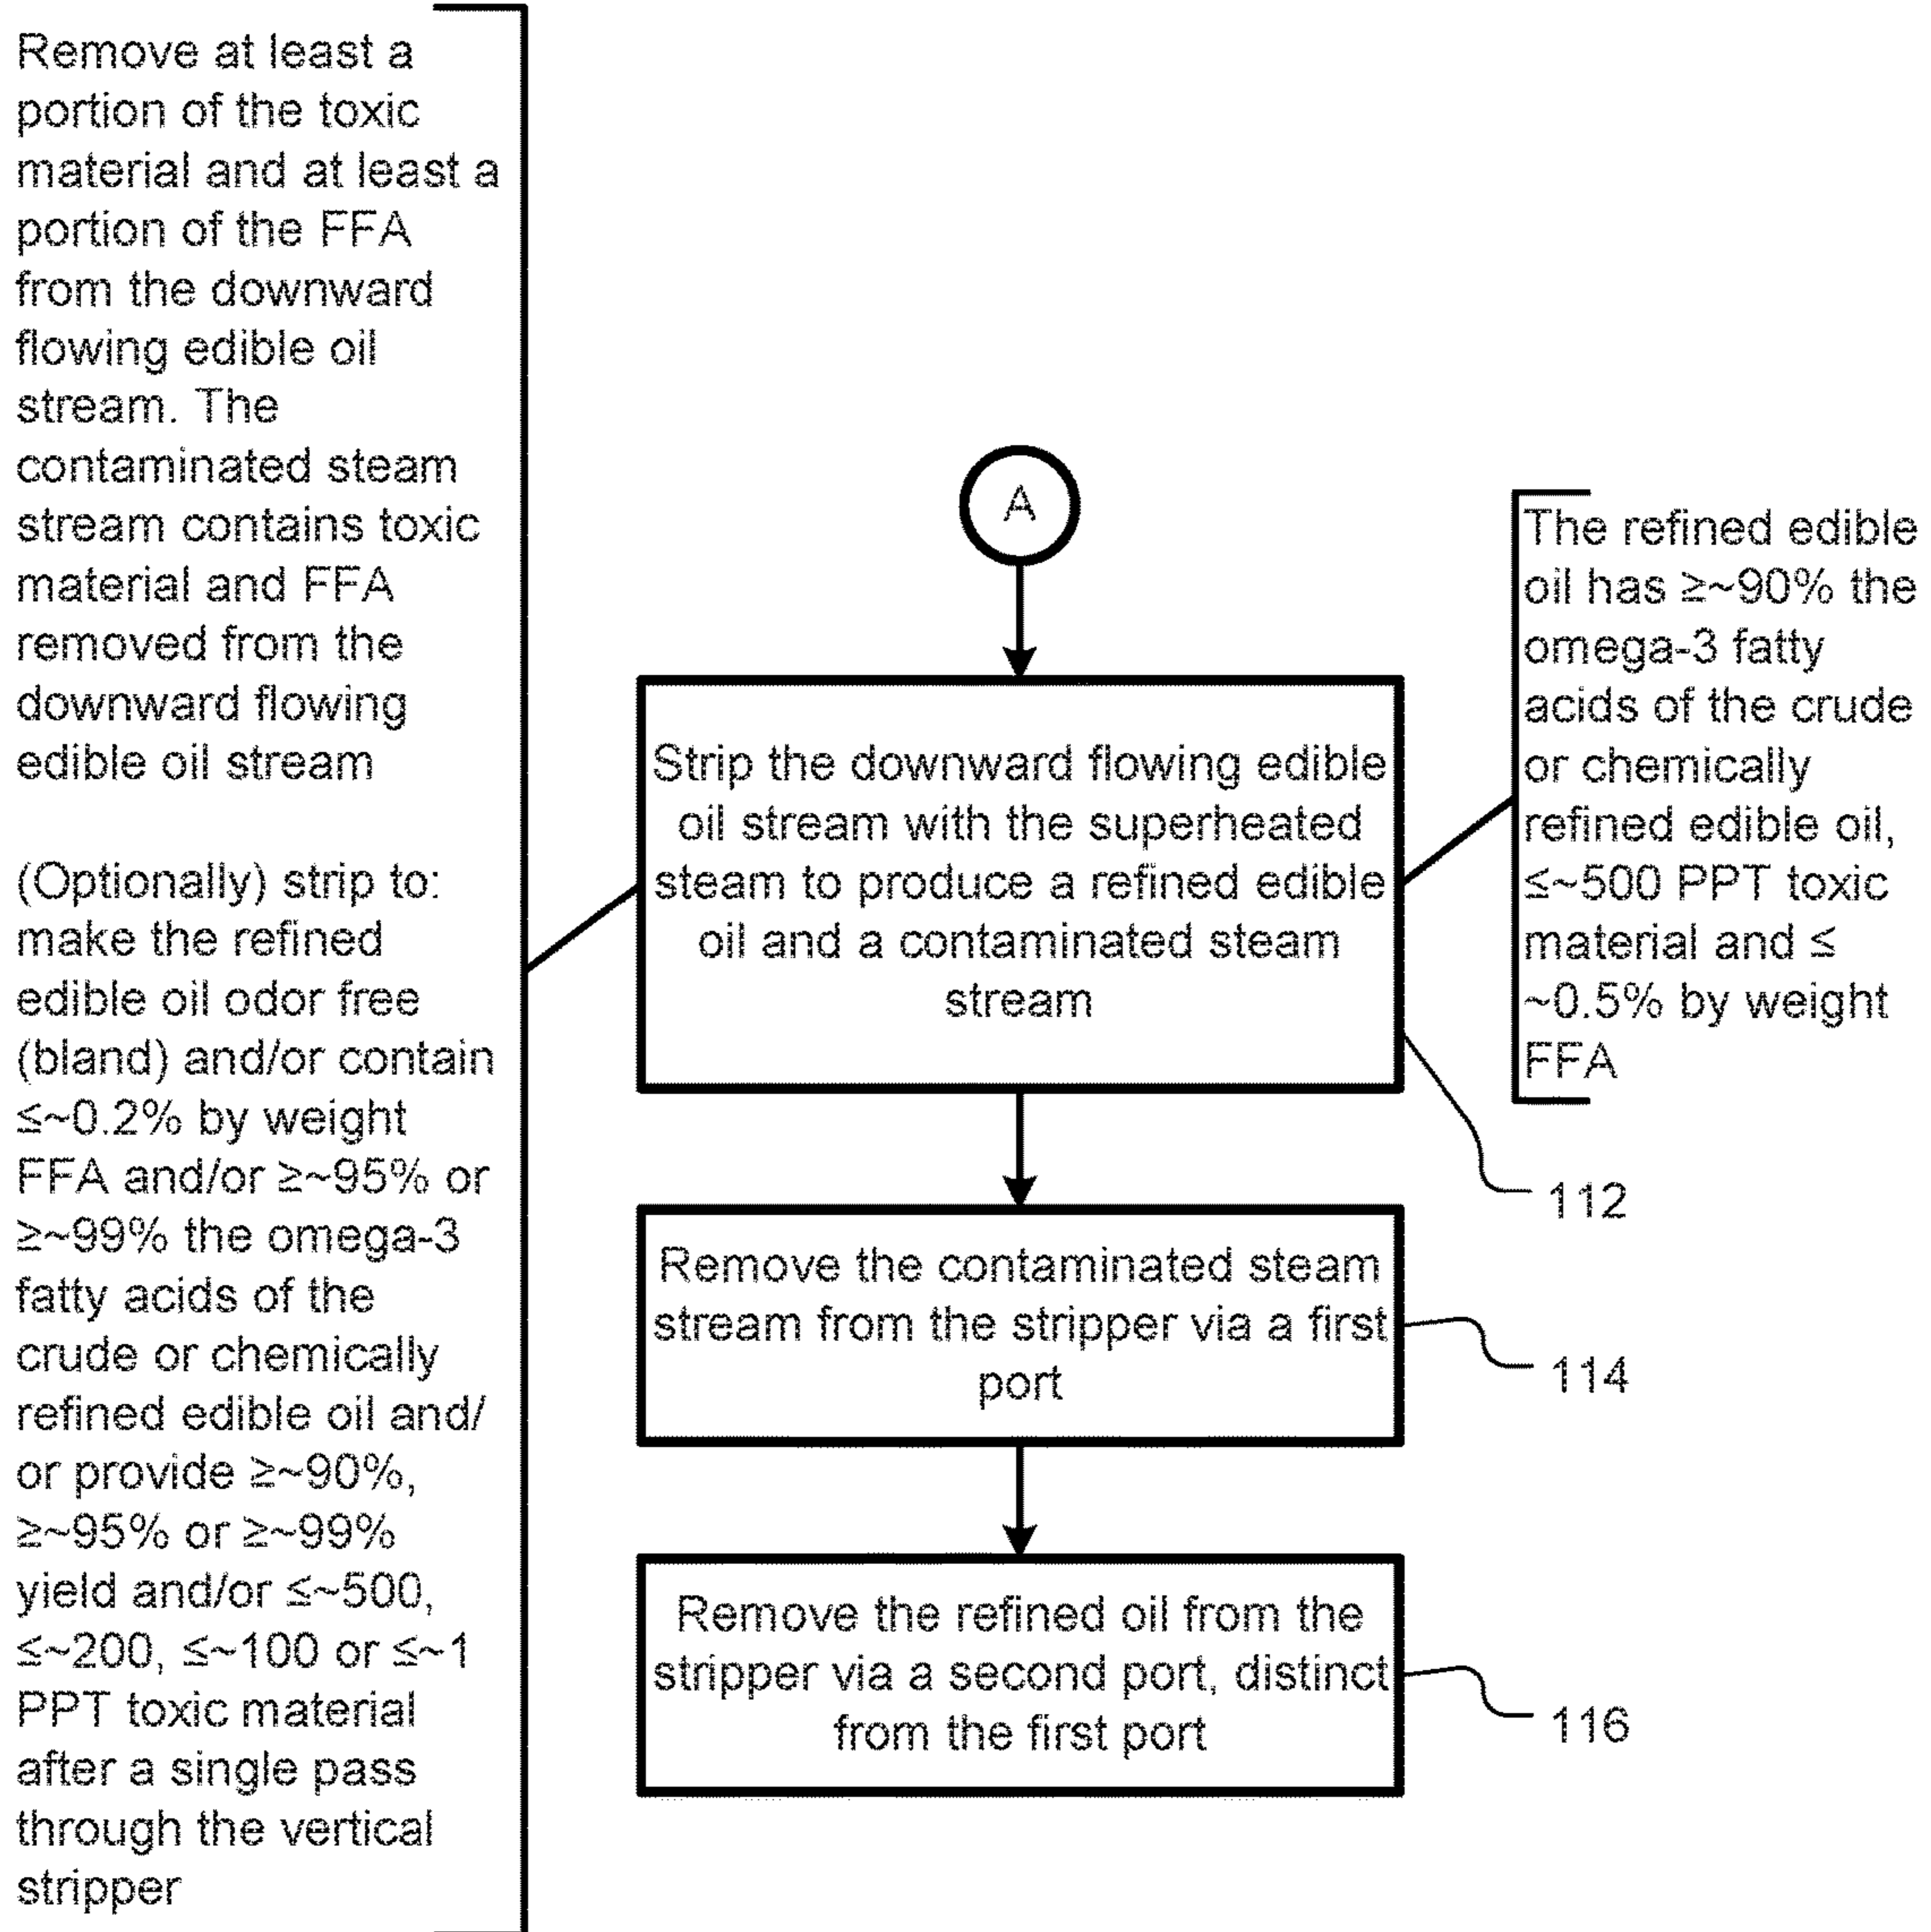 Remove at least a
portion of the toxic
material and at least a
portion of the FFA
from the downward
flowing edible oil
stream. The
contaminated steam
stream contains toxic
material and FFA
removed from the
downward flowing
edible oil stream
(Optionally) strip to:
make the refined
edible oil odor free
(bland) and/or contain
≤~0.2% by weight
FFA and/or ≥~95% or
≥~99% the omega-3
fatty acids of the
crude or chemically
refined edible oil and/
or provide ≥~90%,
≥~95% or ≥~99%
yield and/or ≤~500,
≤~200, ≤~100 or ≤~1
PPT toxic material
after a single pass
through the vertical
stripper
A
Strip the downward flowing edible
oil stream with the superheated
steam to produce a refined edible
oil and a contaminated steam
stream
The refined edible
oil has ≥~90% the
omega-3 fatty
acids of the crude
or chemically
refined edible oil,
≤~500 PPT toxic
material and ≤
~0.5% by weight
FFA
112
Remove the contaminated steam
stream from the stripper via a first
port
114
Remove the refined oil from the
stripper via a second port, distinct
from the first port
116